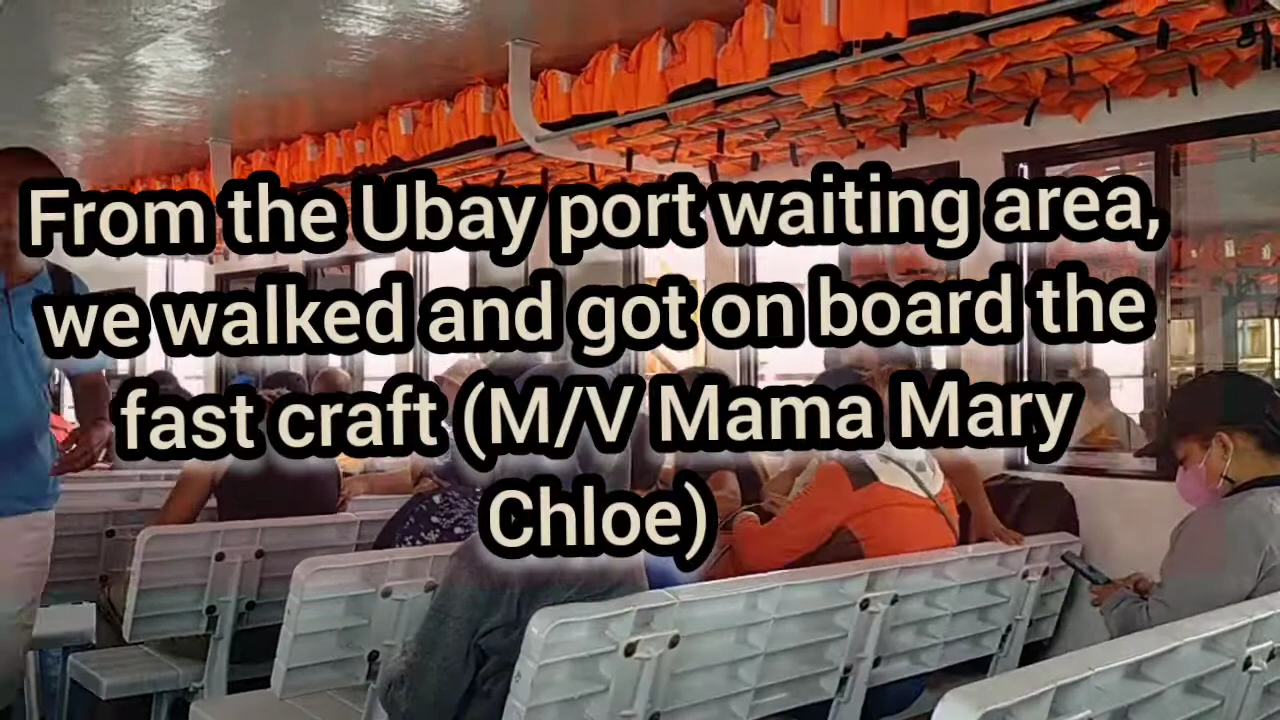 From the Ubay port waiting area,
we walked and got on board the
fast craft (M/V Mama Mary
Chloe)